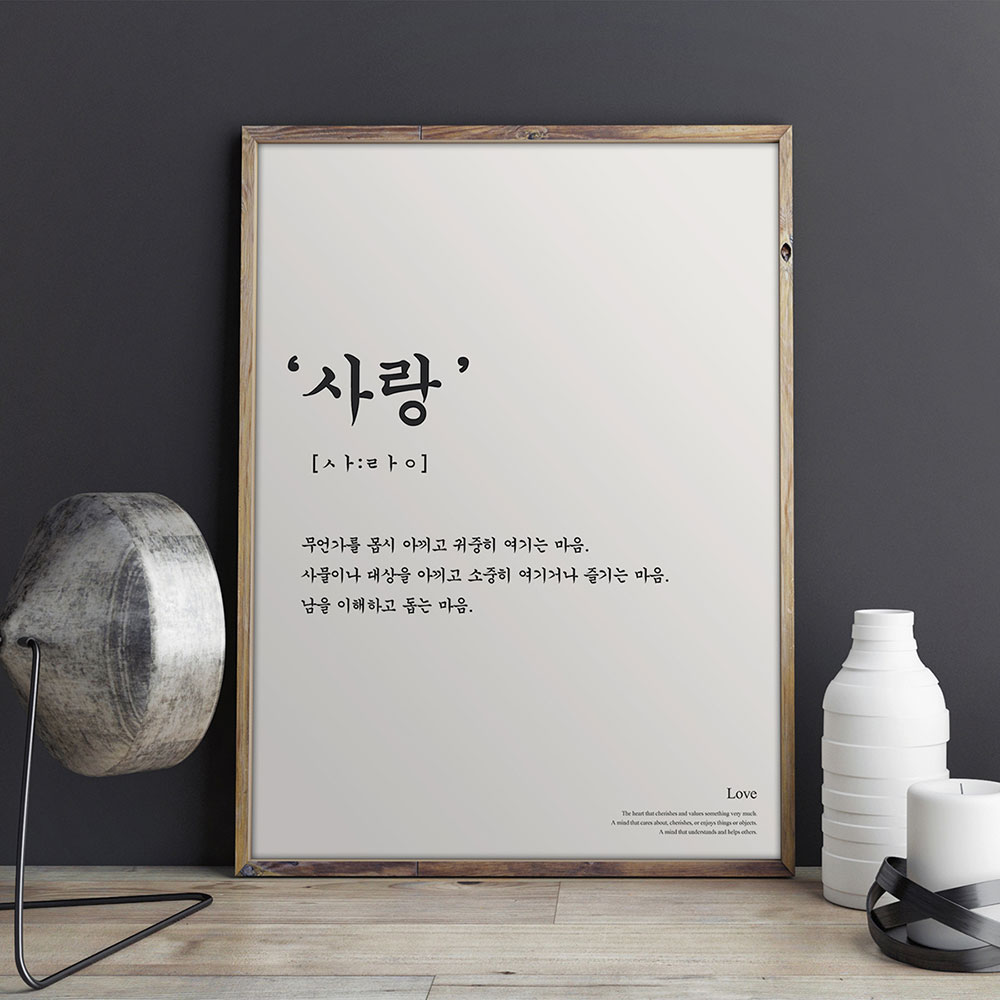 ‘사랑’
[ㅅㅏ:ㄹㅏㅇ]
무언가를 몹시 아끼고 귀중히 여기는 마음.
사물이나 대상을 아끼고 소중히 여기거나 즐기는 마음.
남을 이해하고 돕는 마음.
Love
The heart that cherishes and values something very much.
A mind that cares about, cherishes, or enjoys things or objects.
A mind that understands and helps others.